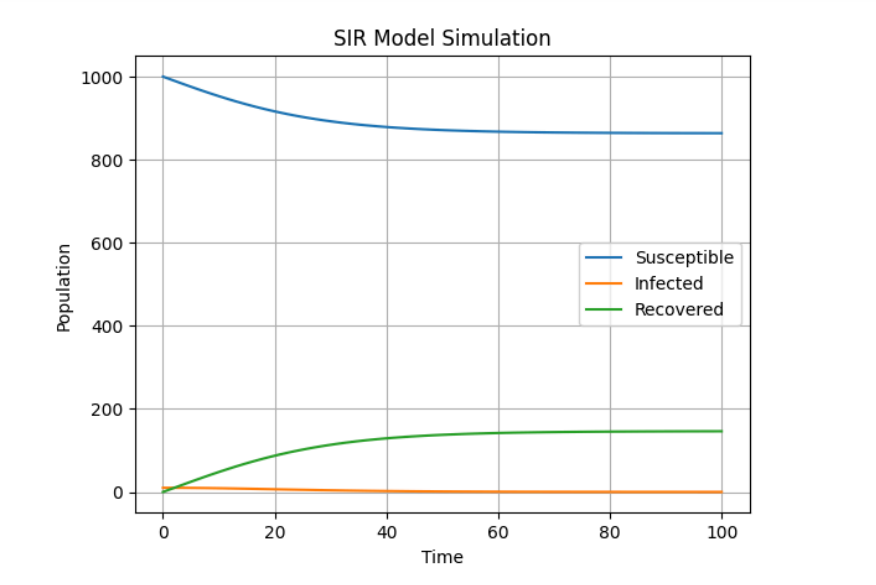 SIR Model Simulation
1000
800
600
400
200
0
Population
Susceptible
Infected
Recovered
0 20 40 60 80 100
Time